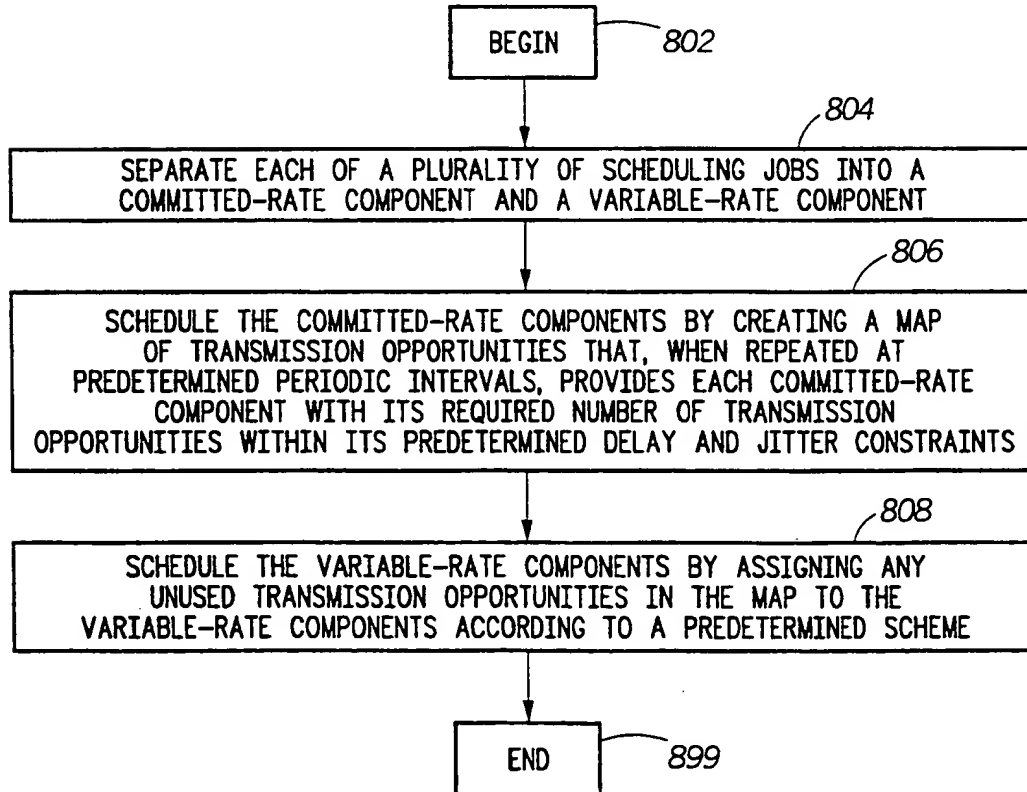 BEGIN
802
804
SEPARATE EACH OF A PLURALITY OF SCHEDULING JOBS INTO A
COMMITTED-RATE COMPONENT AND A VARIABLE-RATE COMPONENT
806
SCHEDULE THE COMMITTED-RATE COMPONENTS BY CREATING A MAP
OF TRANSMISSION OPPORTUNITIES THAT, WHEN REPEATED AT
PREDETERMINED PERIODIC INTERVALS, PROVIDES EACH COMMITTED-RATE
COMPONENT WITH ITS REQUIRED NUMBER OF TRANSMISSION
OPPORTUNITIES WITHIN ITS PREDETERMINED DELAY AND JITTER CONSTRAINTS
808
SCHEDULE THE VARIABLE-RATE COMPONENTS BY ASSIGNING ANY
UNUSED TRANSMISSION OPPORTUNITIES IN THE MAP TO THE
VARIABLE-RATE COMPONENTS ACCORDING TO A PREDETERMINED SCHEME
END
899